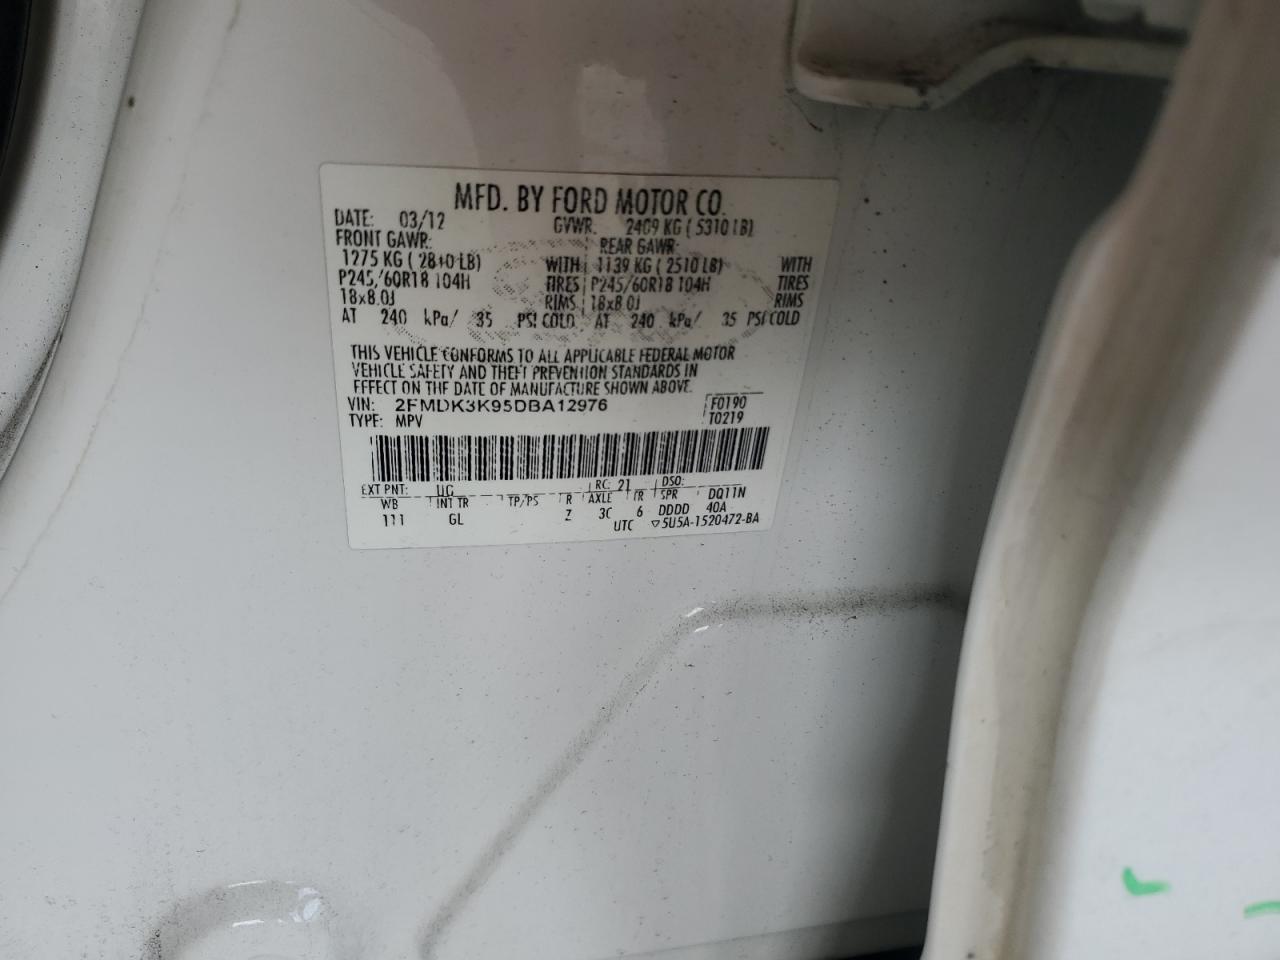 MFD. BY FORD MOTOR CO.
DATE: 03/12 GVWR: 2409 KG ( 5310 LB)
FRONT GAWR: REAR GAWR:
1275 KG ( 2810 LB) WITH 1139 KG ( 2510 LB) WITH
P245/60R18 104H TIRES P245/60R18 104H TIRES
18x8.0J RIMS 18x8.0J RIMS
AT 240 kPa/ 35 PSI COLD AT 240 kPa/ 35 PSI COLD
THIS VEHICLE CONFORMS TO ALL APPLICABLE FEDERAL MOTOR
VEHICLE SAFETY AND THEFT PREVENTION STANDARDS IN
EFFECT ON THE DATE OF MANUFACTURE SHOWN ABOVE.
VIN: 2FMDK3K95DBA12976 F0190
TYPE: MPV T0219
EXT PNT: UG RC: 21 DSO:
WB INT TR TP/PS R AXLE TR SPR DQ11N
111 GL Z 3C 6 DDDD 40A
UTC ▽5U5A-1520472-BA